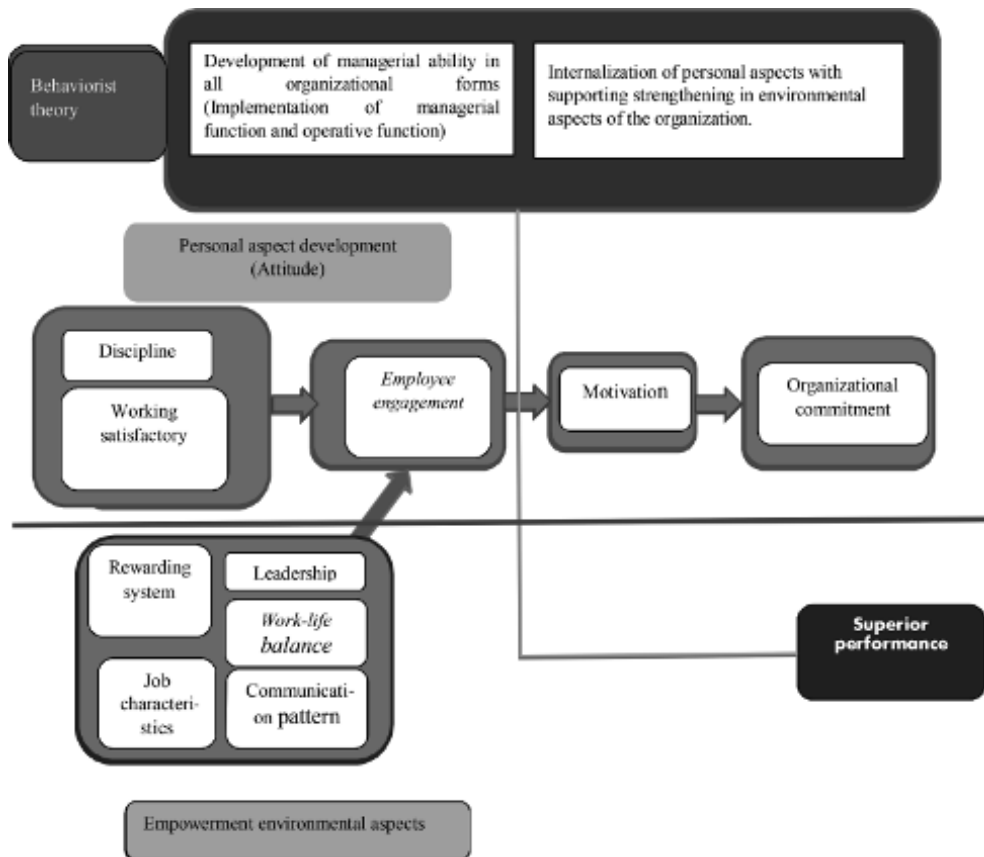 Behaviorist
theory
Development of managerial ability in
all organizational forms
(Implementation of managerial
function and operative function)
Internalization of personal aspects with
supporting strengthening in environmental
aspects of the organization.
Personal aspect development
(Attitude)
Discipline
Working
satisfactory
Employee
engagement
Motivation
Organizational
commitment
Rewarding
system
Leadership
Work-life
balance
Job
characteri-
stics
Communicati-
on pattern
Superior
performance
Empowerment environmental aspects